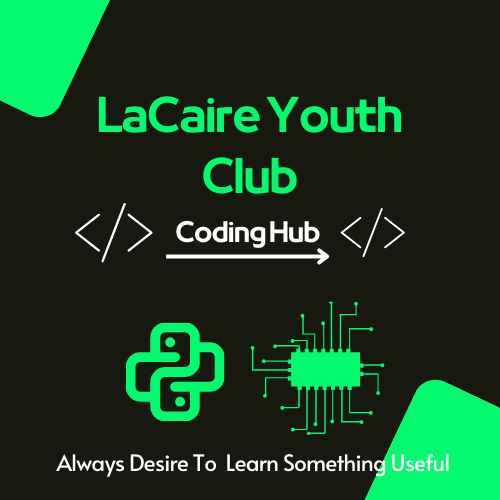 LaCaire Youth
Club
</> Coding Hub </>
Always Desire To Learn Something Useful